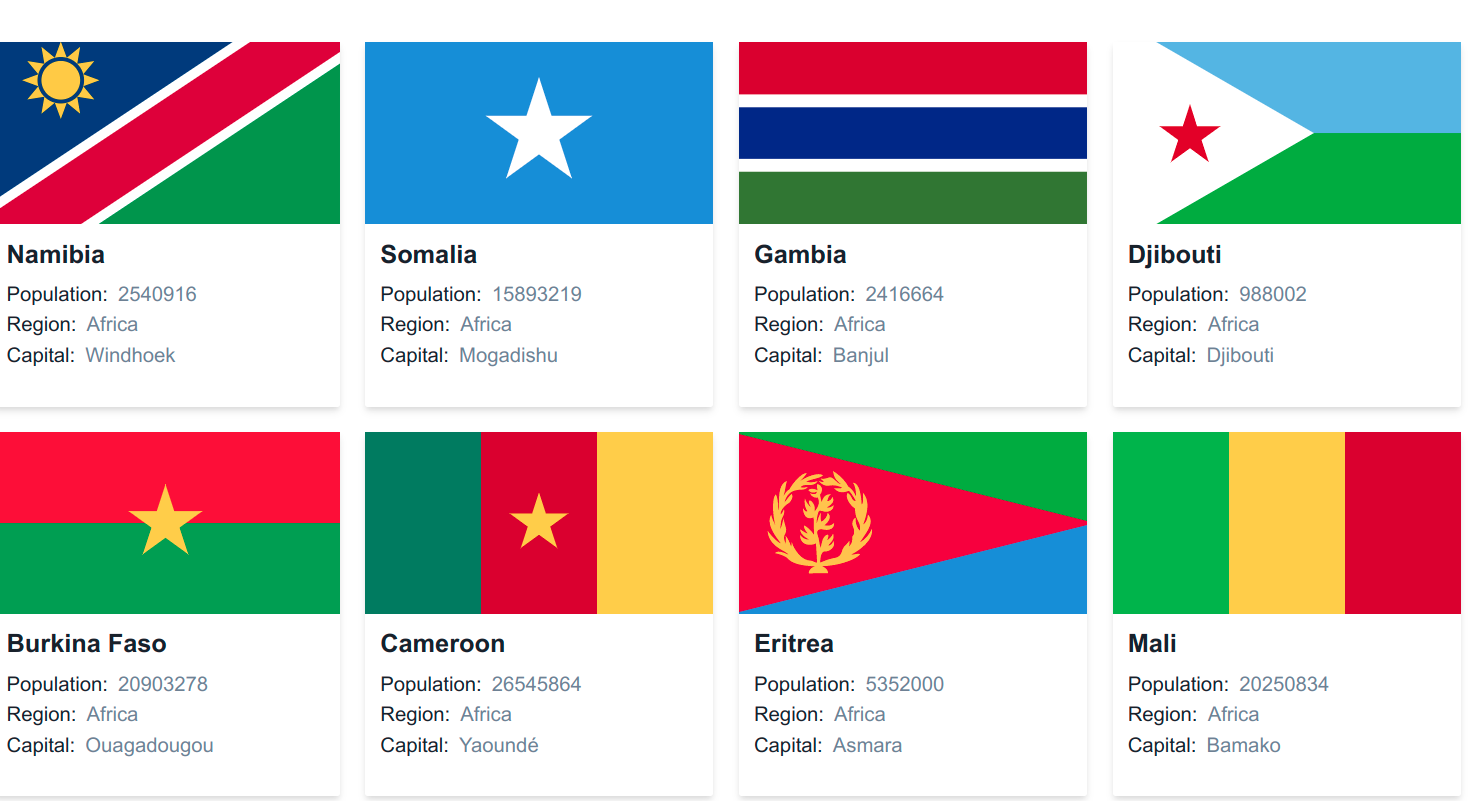 Namibia
Population: 2540916
Region: Africa
Capital: Windhoek
Somalia
Population: 15893219
Region: Africa
Capital: Mogadishu
Gambia
Population: 2416664
Region: Africa
Capital: Banjul
Djibouti
Population: 988002
Region: Africa
Capital: Djibouti
Burkina Faso
Population: 20903278
Region: Africa
Capital: Ouagadougou
Cameroon
Population: 26545864
Region: Africa
Capital: Yaoundé
Eritrea
Population: 5352000
Region: Africa
Capital: Asmara
Mali
Population: 20250834
Region: Africa
Capital: Bamako